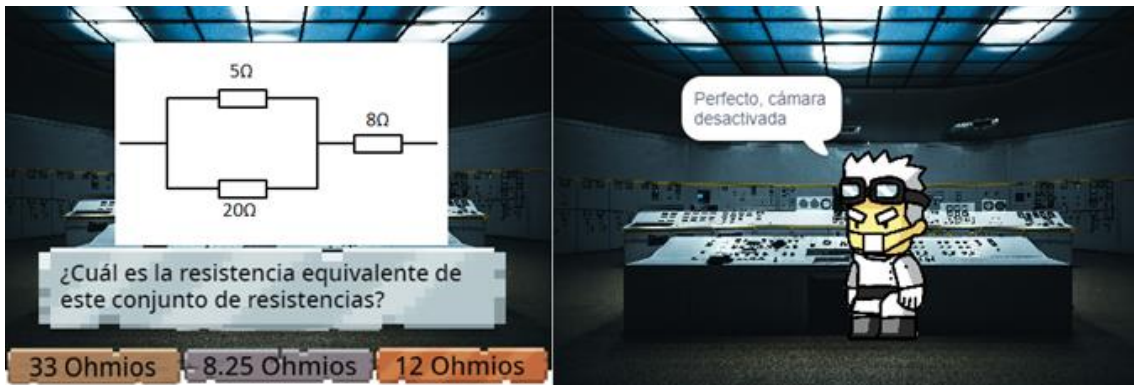 5Ω
8Ω
20Ω
¿Cuál es la resistencia equivalente de
este conjunto de resistencias?
33 Ohmios
8.25 Ohmios
12 Ohmios
Perfecto, cámara
desactivada